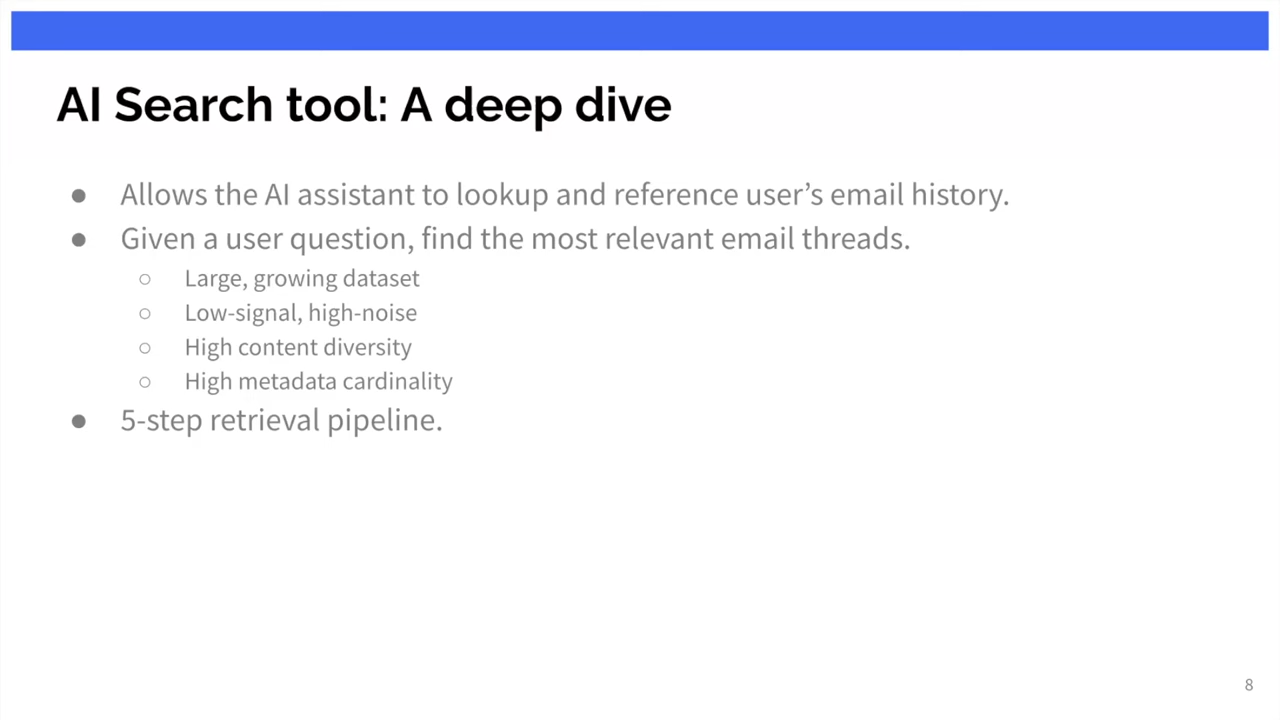 AI Search tool: A deep dive
● Allows the AI assistant to lookup and reference user’s email history.
● Given a user question, find the most relevant email threads.
○ Large, growing dataset
○ Low-signal, high-noise
○ High content diversity
○ High metadata cardinality
● 5-step retrieval pipeline.
8